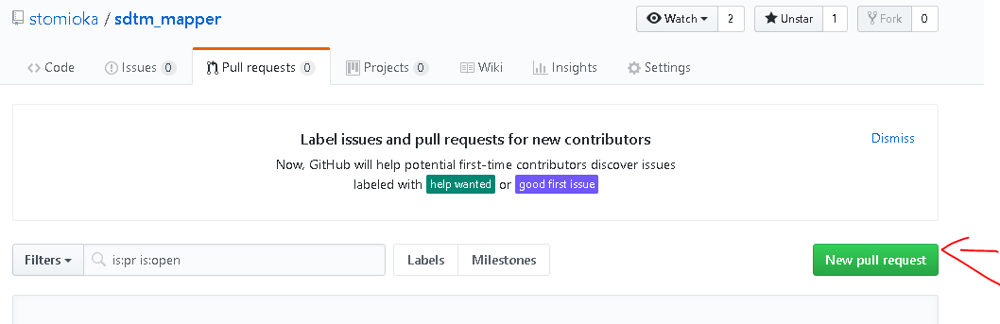 stomioka / sdtm_mapper
Watch 2 Unstar 1 Fork 0
Code Issues 0 Pull requests 0 Projects 0 Wiki Insights Settings
Label issues and pull requests for new contributors
Dismiss
Now, GitHub will help potential first-time contributors discover issues
labeled with help wanted or good first issue
Filters is:pr is:open Labels Milestones New pull request